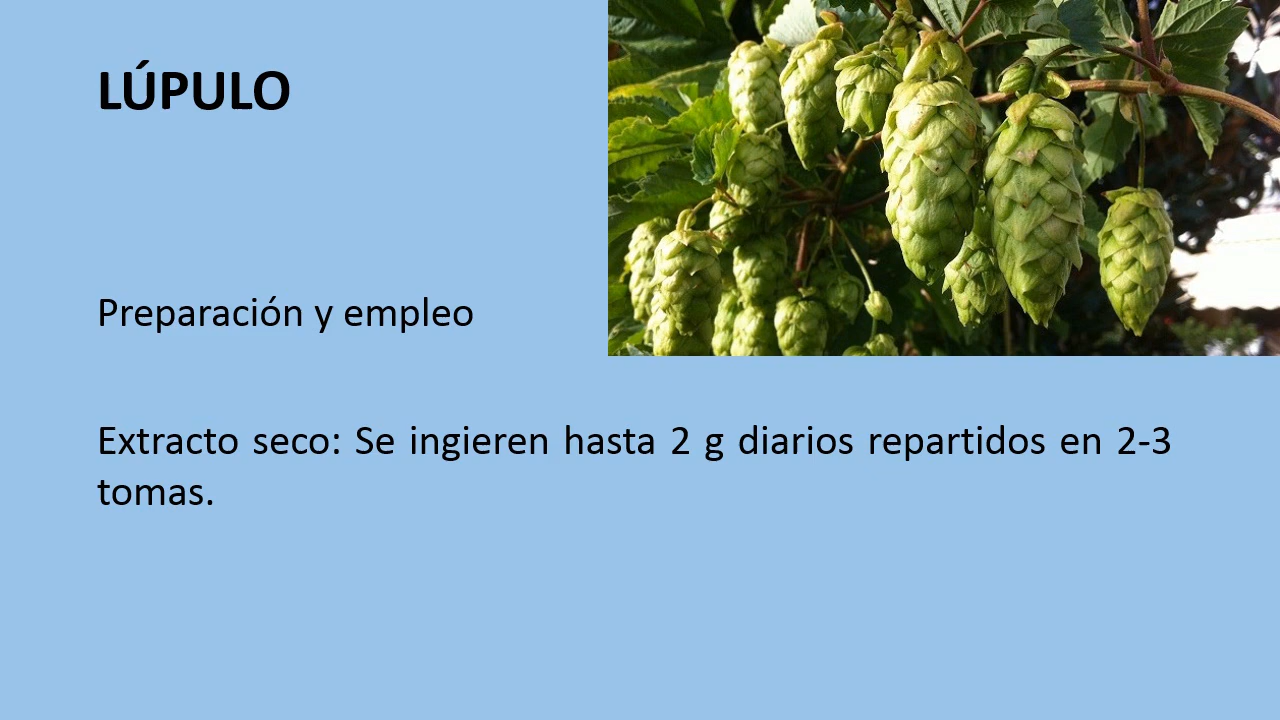 LÚPULO
Preparación y empleo
Extracto seco: Se ingieren hasta 2 g diarios repartidos en 2-3
tomas.